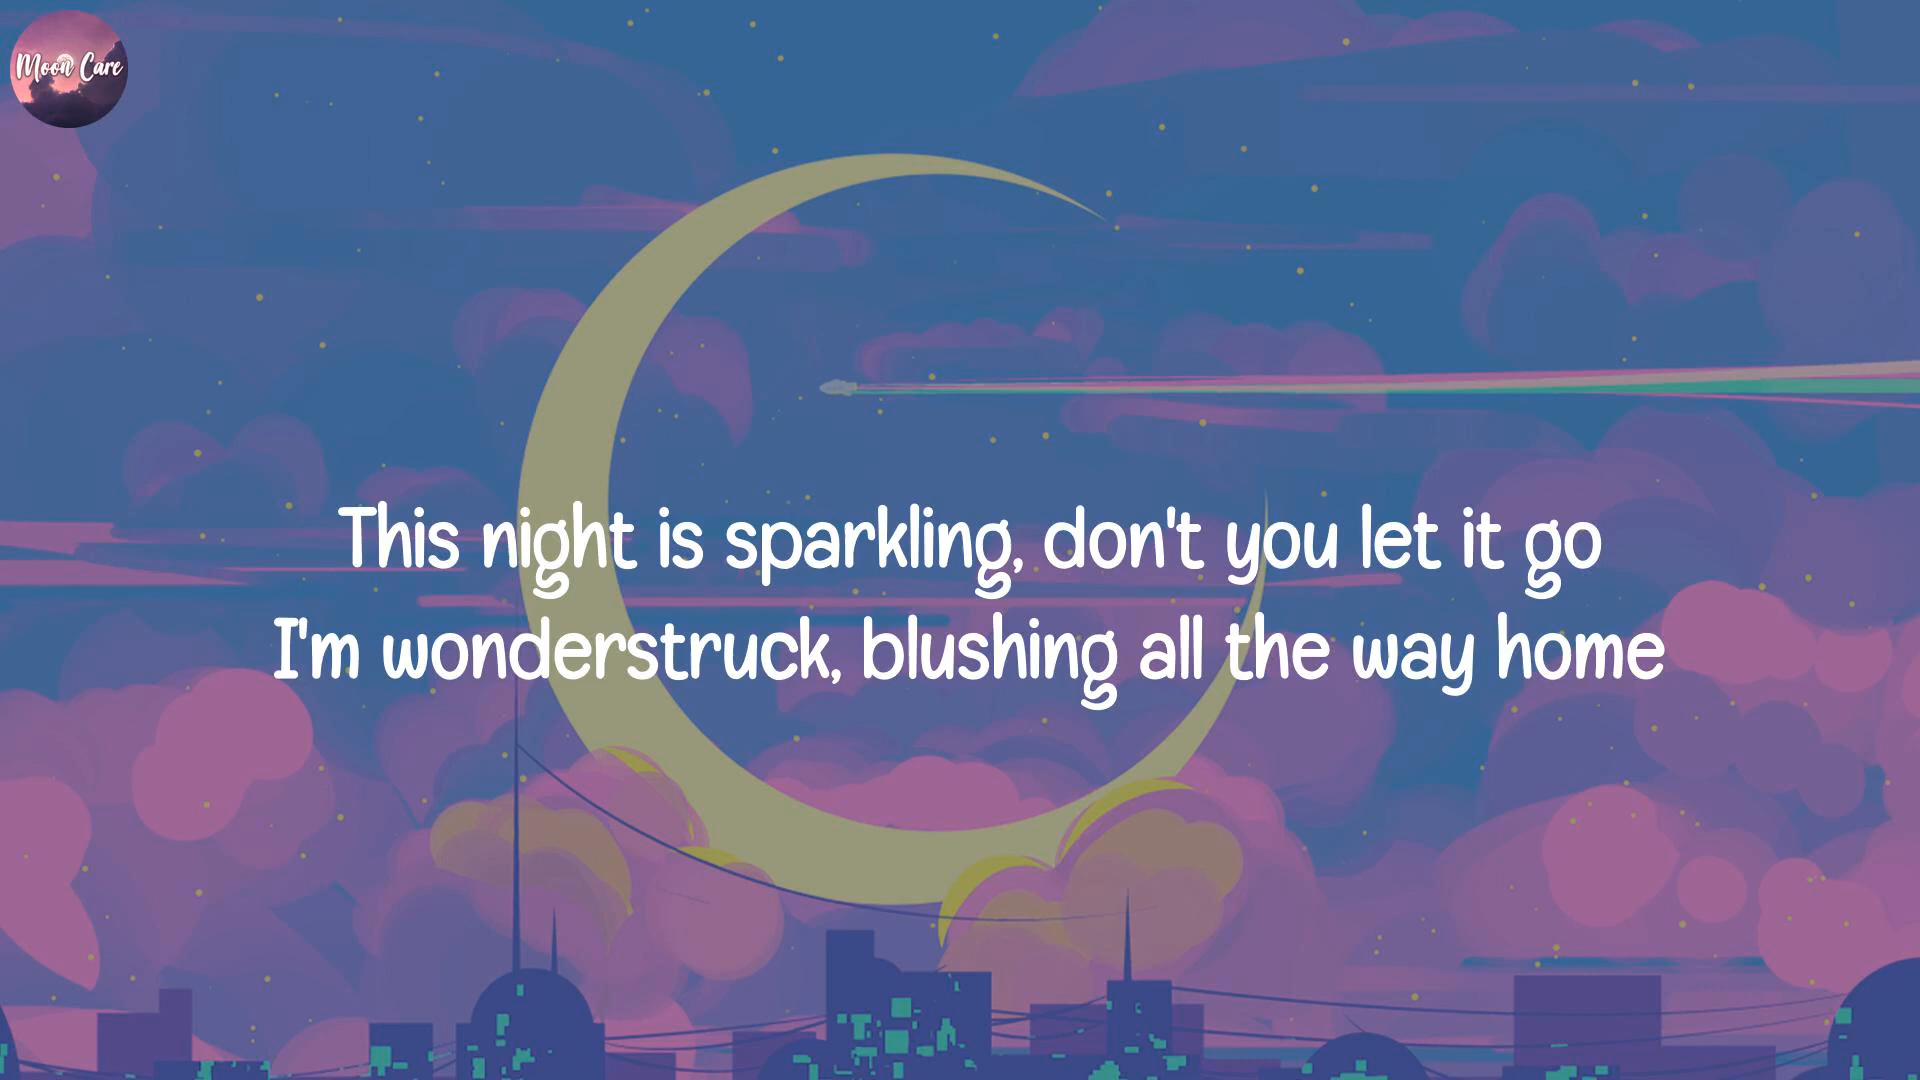 Moon Care
This night is sparkling, don't you let it go
I'm wonderstruck, blushing all the way home